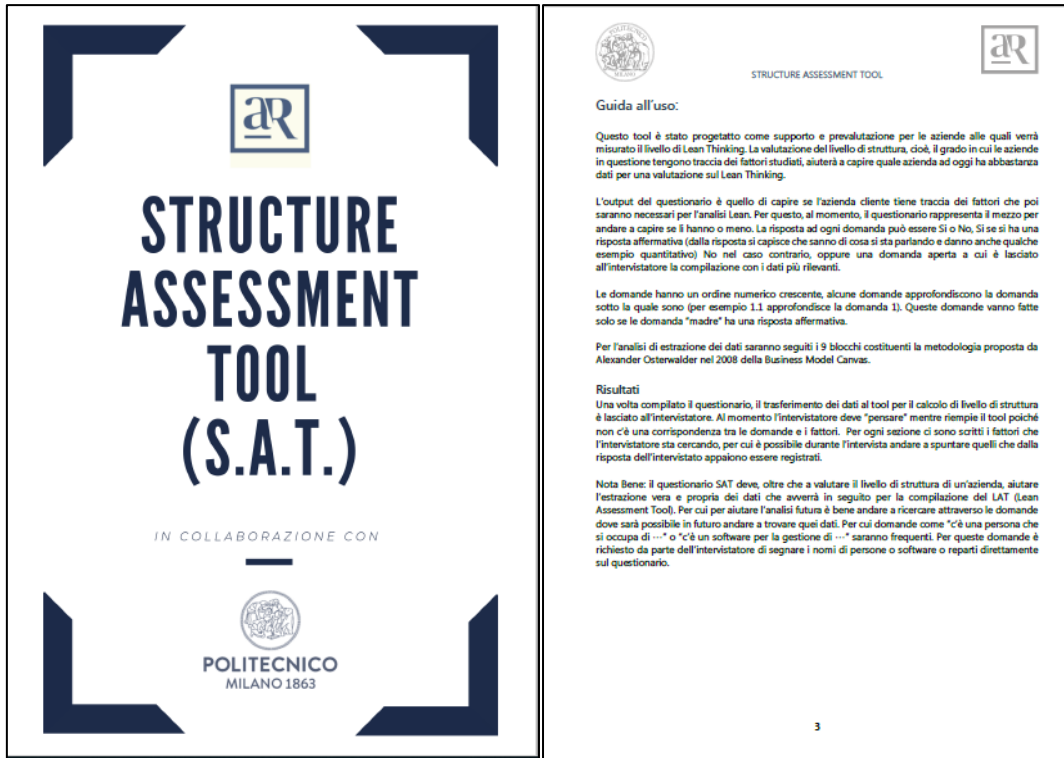 aR
STRUCTURE
ASSESSMENT
TOOL
(S.A.T.)
IN COLLABORAZIONE CON
POLITECNICO
MILANO 1863
POLITECNICO
MILANO
STRUCTURE ASSESSMENT TOOL
aR
Guida all'uso:
Questo tool è stato progettato come supporto e prevalutazione per le aziende alle quali verrà
misurato il livello di Lean Thinking. La valutazione del livello di struttura, cioè, il grado in cui le aziende
in questione tengono traccia dei fattori studiati, aiuterà a capire quale azienda ad oggi ha abbastanza
dati per una valutazione sul Lean Thinking.
L'output del questionario è quello di capire se l'azienda cliente tiene traccia dei fattori che poi
saranno necessari per l'analisi Lean. Per questo, al momento, il questionario rappresenta il mezzo per
andare a capire se li hanno o meno. La risposta ad ogni domanda può essere Si o No, Si se si ha una
risposta affermativa (dalla risposta si capisce che sanno di cosa si sta parlando e danno anche qualche
esempio quantitativo) No nel caso contrario, oppure una domanda aperta a cui è lasciato
all'intervistatore la compilazione con i dati più rilevanti.
Le domande hanno un ordine numerico crescente, alcune domande approfondiscono la domanda
sotto la quale sono (per esempio 1.1 approfondisce la domanda 1). Queste domande vanno fatte
solo se le domanda "madre" ha una risposta affermativa.
Per l'analisi di estrazione dei dati saranno seguiti i 9 blocchi costituenti la metodologia proposta da
Alexander Osterwalder nel 2008 della Business Model Canvas.
Risultati
Una volta compilato il questionario, il trasferimento dei dati al tool per il calcolo di livello di struttura
è lasciato all'intervistatore. Al momento l'intervistatore deve "pensare" mentre riempie il tool poiché
non c'è una corrispondenza tra le domande e i fattori. Per ogni sezione ci sono scritti i fattori che
l'intervistatore sta cercando, per cui è possibile durante l'intervista andare a spuntare quelli che dalla
risposta dell'intervistato appaiono essere registrati.
Nota Bene: il questionario SAT deve, oltre che a valutare il livello di struttura di un'azienda, aiutare
l'estrazione vera e propria dei dati che avverrà in seguito per la compilazione del LAT (Lean
Assessment Tool). Per cui per aiutare l'analisi futura è bene andare a ricercare attraverso le domande
dove sarà possibile in futuro andare a trovare quei dati. Per cui domande come "c'è una persona che
si occupa di ···" o "c'è un software per la gestione di ···" saranno frequenti. Per queste domande è
richiesto da parte dell'intervistatore di segnare i nomi di persone o software o reparti direttamente
sul questionario.
3